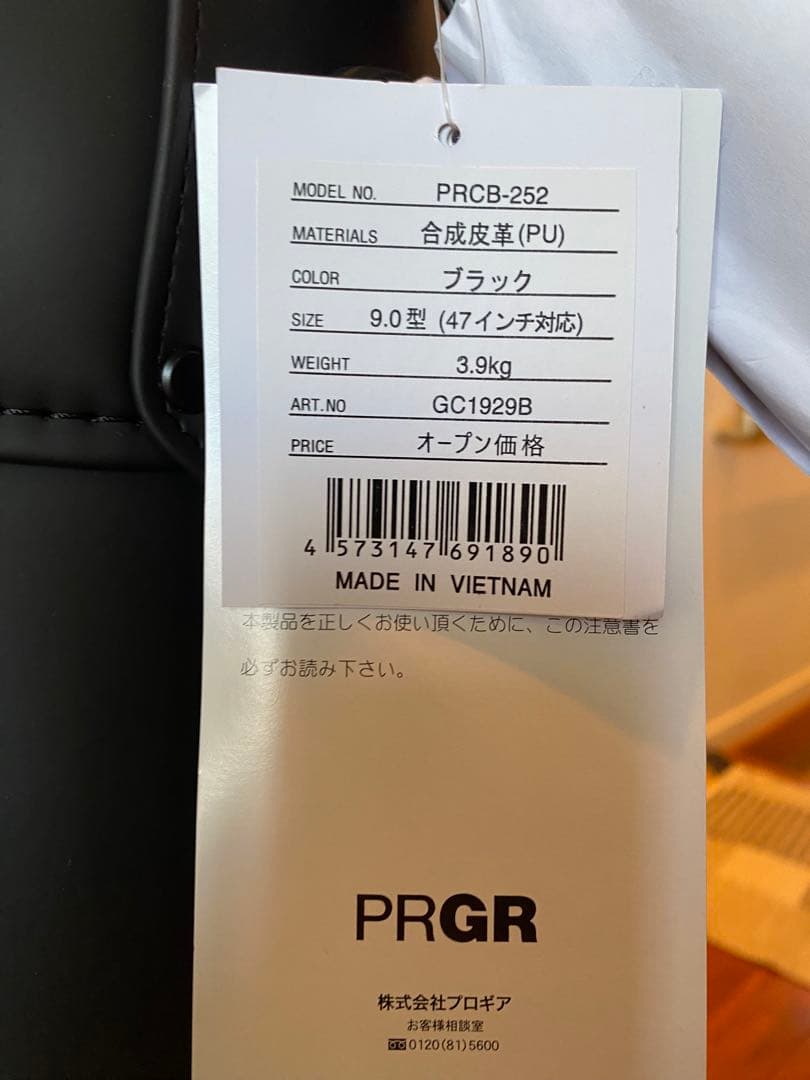 MODEL NO. PRCB-252
MATERIALS 合成皮革(PU)
COLOR ブラック
SIZE 9.0型 (47インチ対応)
WEIGHT 3.9kg
ART.NO GC1929B
PRICE オープン価格
4 573147 691890
MADE IN VIETNAM
本製品を正しくお使い頂くために、この注意書を
必ずお読み下さい。
PRGR
株式会社プロギア
お客様相談室
0120(81)5600